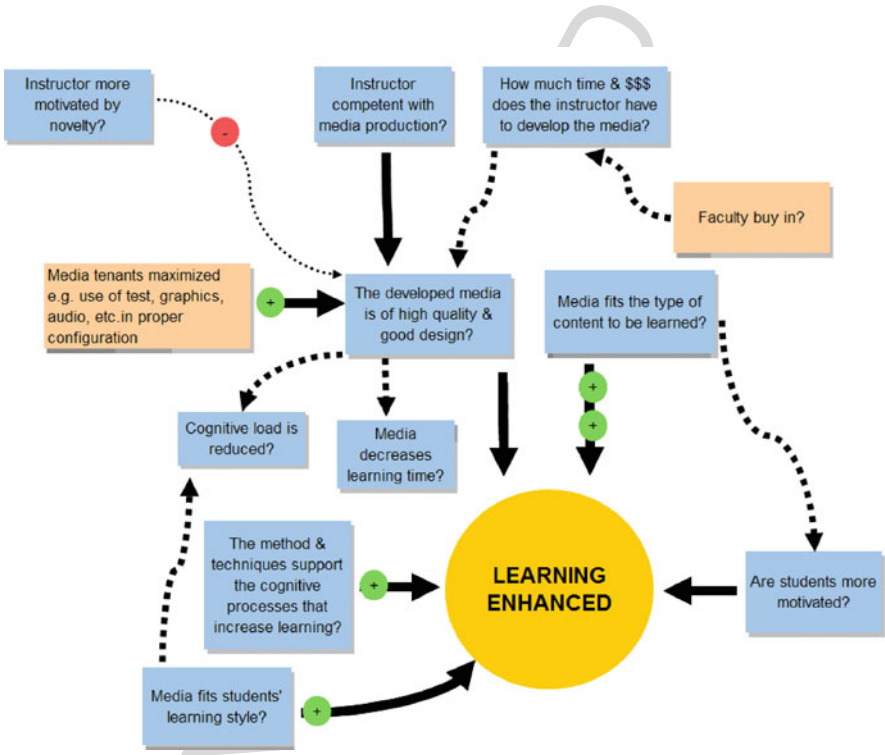 Instructor more
motivated by
novelty?
-
Instructor
competent with
media production?
How much time & $$$
does the instructor have
to develop the media?
Faculty buy in?
Media tenants maximized
e.g. use of test, graphics,
audio, etc.in proper
configuration
+
The developed media
is of high quality &
good design?
Media fits the type of
content to be learned?
+
+
Cognitive load is
reduced?
Media
decreases
learning time?
The method &
techniques support
the cognitive
processes that
increase learning?
+
LEARNING
ENHANCED
Are students more
motivated?
Media fits students'
learning style?
+